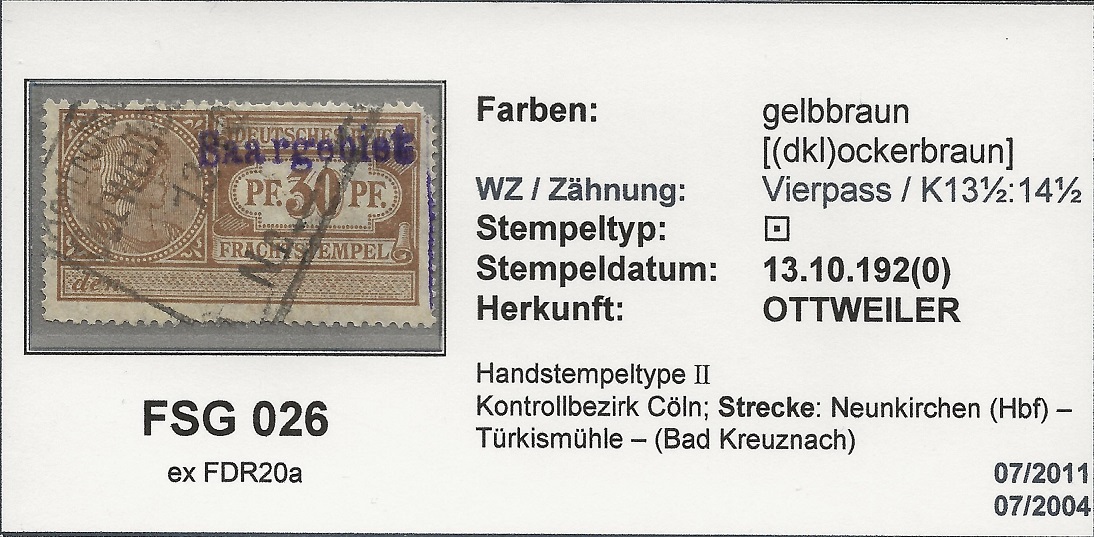 DEUTSCHES REICH
Saargebiet
PF. 30 PF.
FRACHTSTEMPEL
den
FSG 026
ex FDR20a
Farben: gelbbraun
[(dkl)ockerbraun]
WZ / Zähnung: Vierpass / K13½:14½
Stempeltyp: ⊡
Stempeldatum: 13.10.192(0)
Herkunft: OTTWEILER
Handstempeltype II
Kontrollbezirk Cöln; Strecke: Neunkirchen (Hbf) –
Türkismühle – (Bad Kreuznach)
07/2011
07/2004